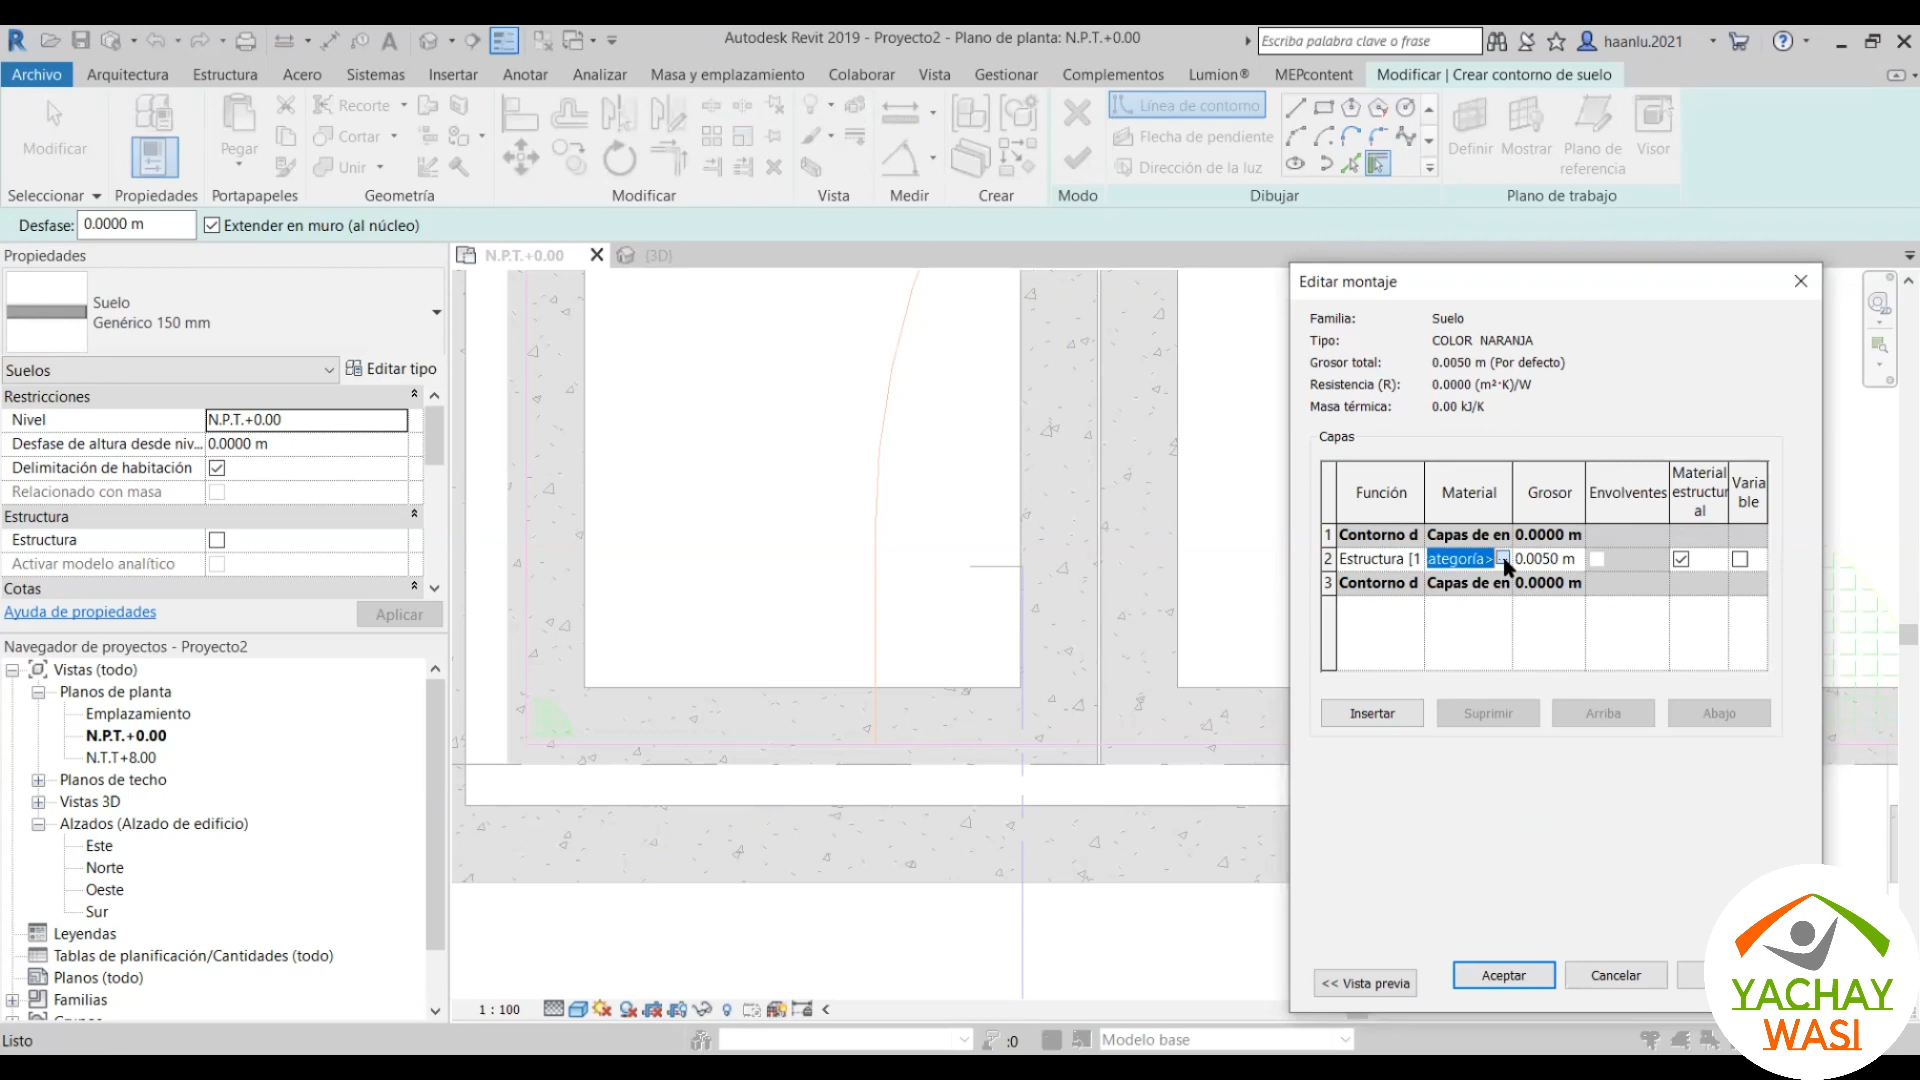 Autodesk Revit 2019 - Proyecto2 - Plano de planta: N.P.T.+0.00
Escriba palabra clave o frase
haanlu.2021
Archivo Arquitectura Estructura Acero Sistemas Insertar Anotar Analizar Masa y emplazamiento Colaborar Vista Gestionar Complementos Lumion® MEPcontent Modificar | Crear contorno de suelo
Modificar
Pegar
Recorte
Cortar
Unir
Línea de contorno
Flecha de pendiente
Dirección de la luz
Definir Mostrar Plano de referencia Visor
Seleccionar Propiedades Portapapeles Geometría Modificar Vista Medir Crear Modo Dibujar Plano de trabajo
Desfase: 0.0000 m Extender en muro (al núcleo)
Propiedades
N.P.T.+0.00
{3D}
Suelo
Genérico 150 mm
Suelos Editar tipo
Restricciones
Nivel N.P.T.+0.00
Desfase de altura desde niv... 0.0000 m
Delimitación de habitación
Relacionado con masa
Estructura
Estructura
Activar modelo analítico
Cotas
Ayuda de propiedades Aplicar
Navegador de proyectos - Proyecto2
Vistas (todo)
Planos de planta
Emplazamiento
N.P.T.+0.00
N.T.T+8.00
Planos de techo
Vistas 3D
Alzados (Alzado de edificio)
Este
Norte
Oeste
Sur
Leyendas
Tablas de planificación/Cantidades (todo)
Planos (todo)
Familias
Editar montaje
Familia: Suelo
Tipo: COLOR NARANJA
Grosor total: 0.0050 m (Por defecto)
Resistencia (R): 0.0000 (m²·K)/W
Masa térmica: 0.00 kJ/K
Capas
Función Material Grosor Envolventes Material estructur al Varia ble
1 Contorno d Capas de en 0.0000 m
2 Estructura [1 ategoría> 0.0050 m
3 Contorno d Capas de en 0.0000 m
Insertar Suprimir Arriba Abajo
<< Vista previa Aceptar Cancelar
1 : 100
Listo
:0
Modelo base
YACHAY
WASI